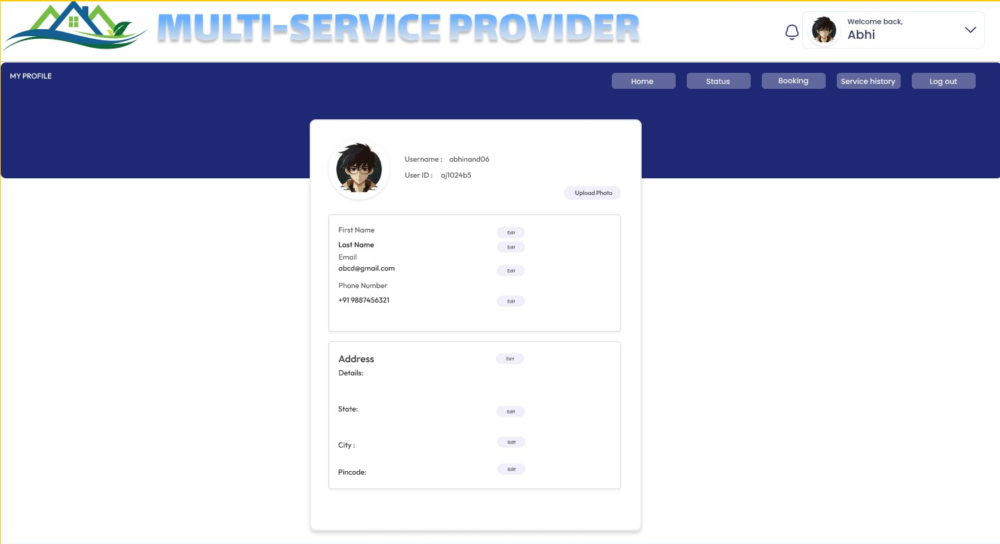 MULTI-SERVICE PROVIDER
Welcome back,
Abhi
MY PROFILE
Home
Status
Booking
Service history
Log out
Username : abhinand06
User ID : aj1024b5
Upload Photo
First Name
Edit
Last Name
Edit
Email
abcd@gmail.com
Edit
Phone Number
+91 9887456321
Edit
Address
Edit
Details:
State:
Edit
City :
Edit
Pincode:
Edit